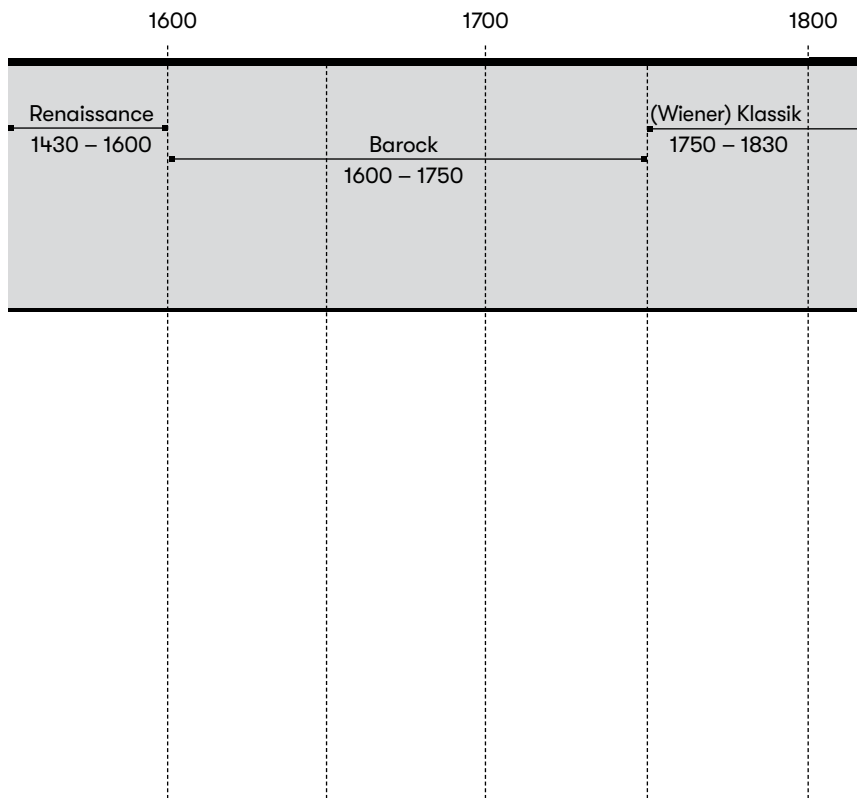 1600 1700 1800
Renaissance
1430 – 1600
Barock
1600 – 1750
(Wiener) Klassik
1750 – 1830